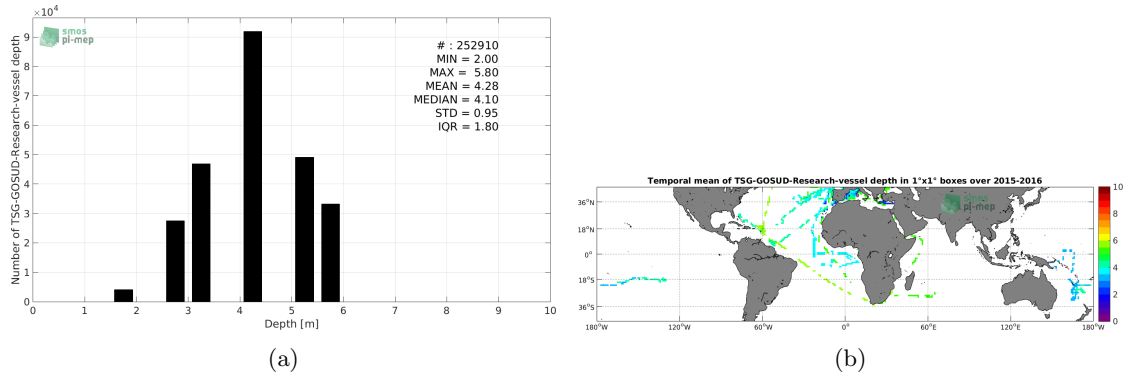 ×10⁴
smos
pi-mep
9
8
7
6
5
4
3
2
1
0
Number of TSG-GOSUD-Research-vessel depth
# : 252910
MIN = 2.00
MAX = 5.80
MEAN = 4.28
MEDIAN = 4.10
STD = 0.95
IQR = 1.80
0 1 2 3 4 5 6 7 8 9 10
Depth [m]
(a)
Temporal mean of TSG-GOSUD-Research-vessel depth in 1°x1° boxes over 2015-2016
smos
pi-mep
36°N
18°N
0°
18°S
36°S
180°W 120°W 60°W 0° 60°E 120°E 180°E
10
8
6
4
2
0
(b)